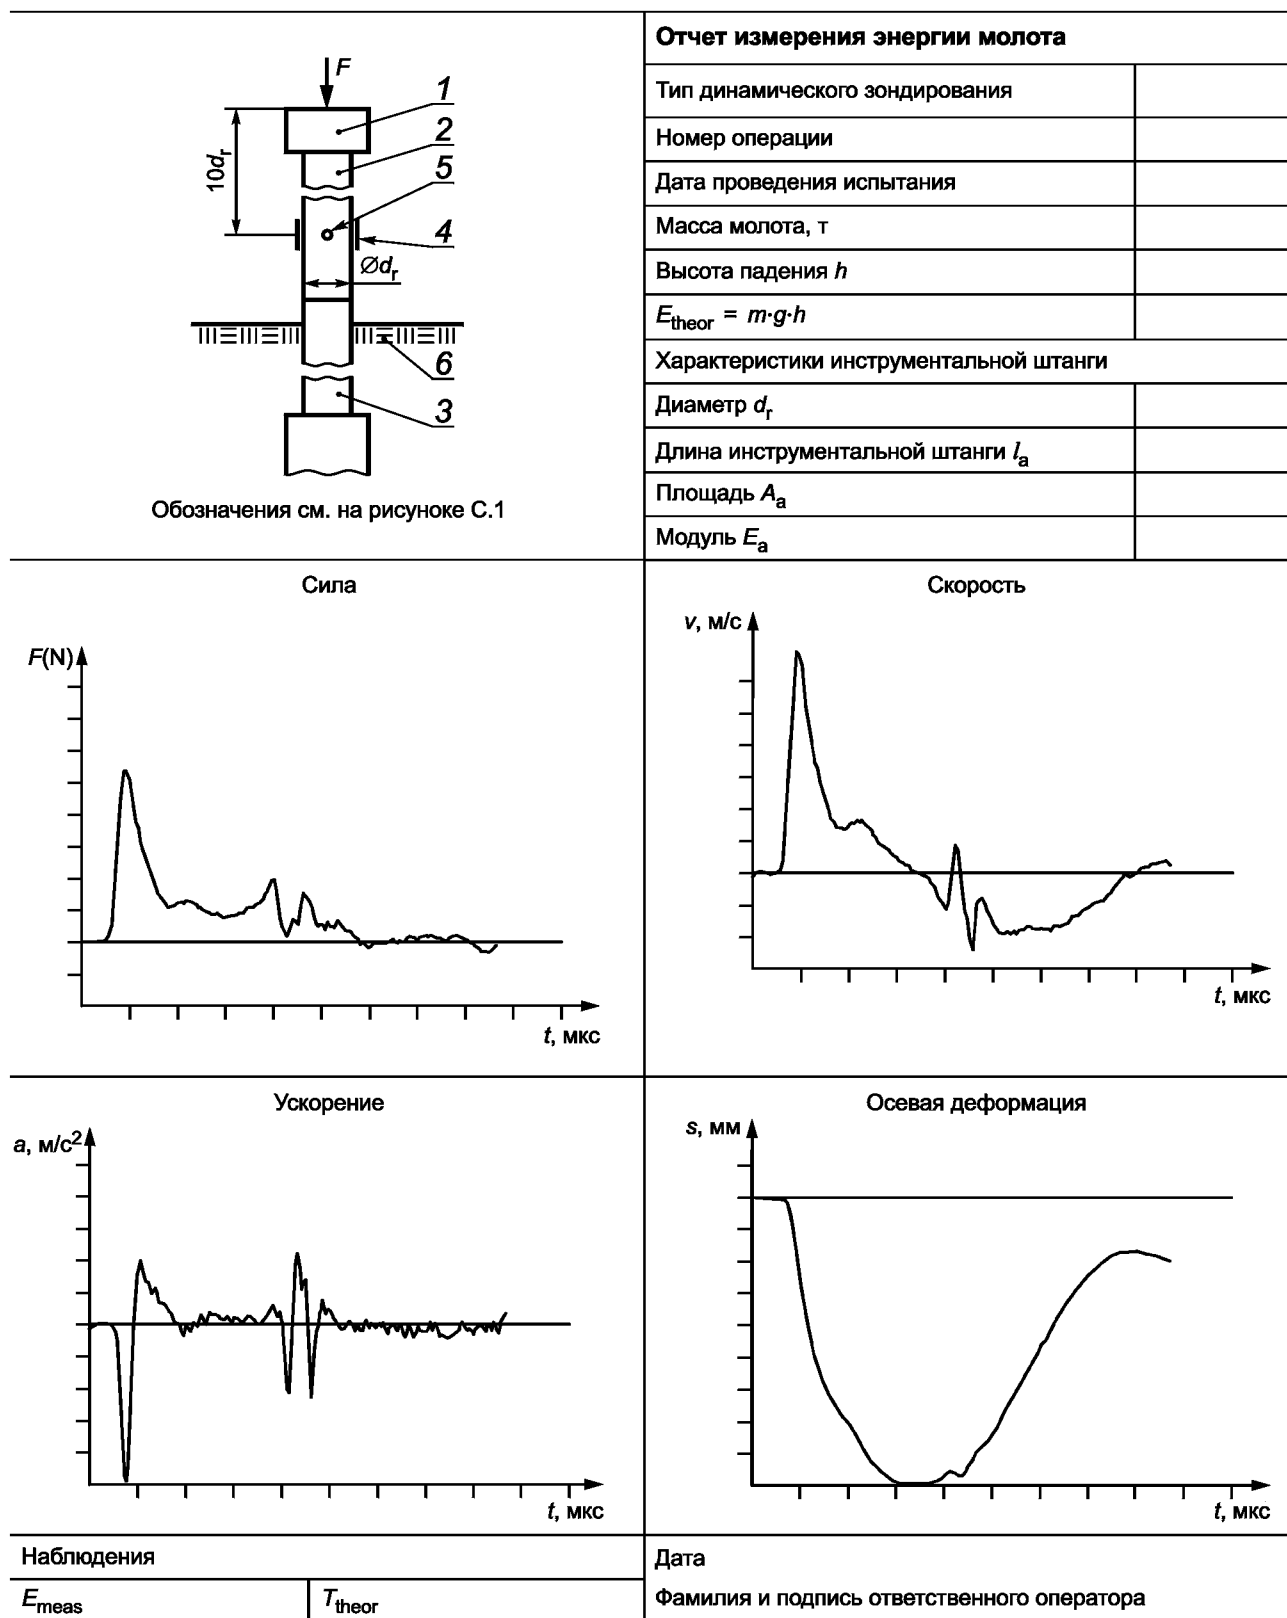 F
1
2
10dr
5
4
Ødr
6
3
Обозначения см. на рисуноке С.1
Отчет измерения энергии молота
Тип динамического зондирования
Номер операции
Дата проведения испытания
Масса молота, т
Высота падения h
Etheor = m·g·h
Характеристики инструментальной штанги
Диаметр dr
Длина инструментальной штанги la
Площадь Aa
Модуль Ea
Сила
F(N)
t, мкс
Скорость
v, м/с
t, мкс
Ускорение
a, м/с²
t, мкс
Осевая деформация
s, мм
t, мкс
Наблюдения
Emeas
Ttheor
Дата
Фамилия и подпись ответственного оператора